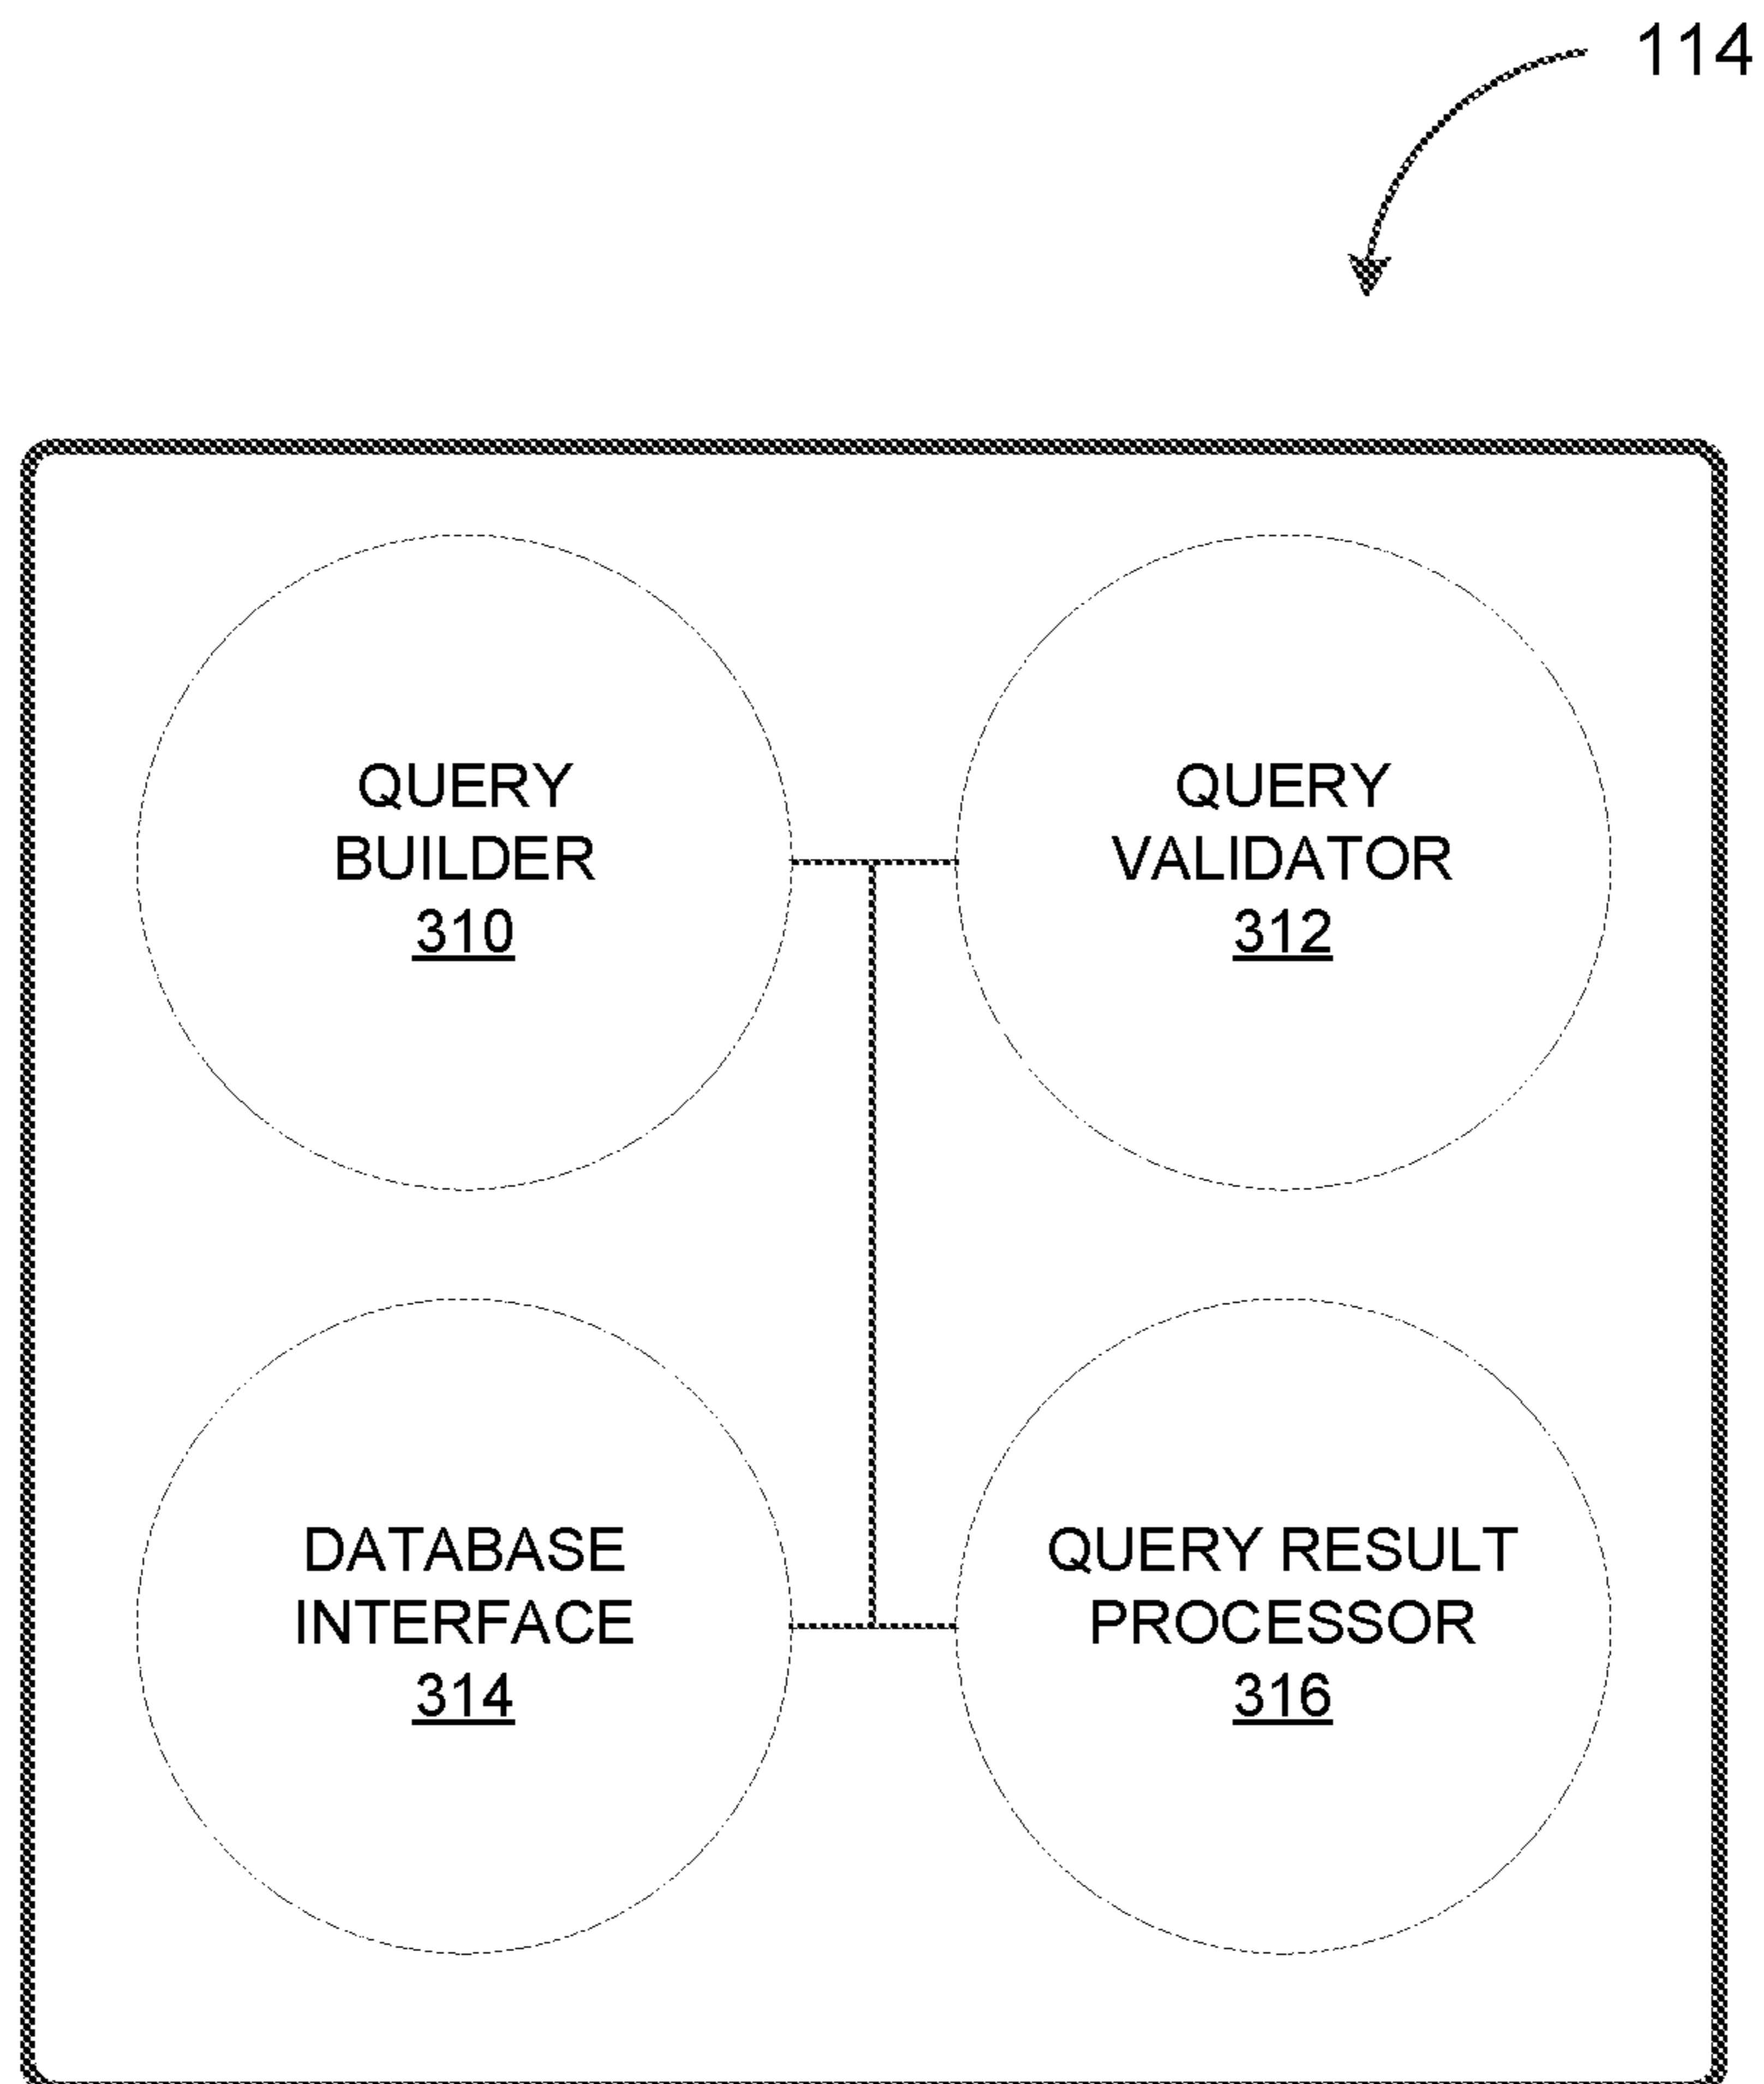 114
QUERY
BUILDER
310
QUERY
VALIDATOR
312
DATABASE
INTERFACE
314
QUERY RESULT
PROCESSOR
316